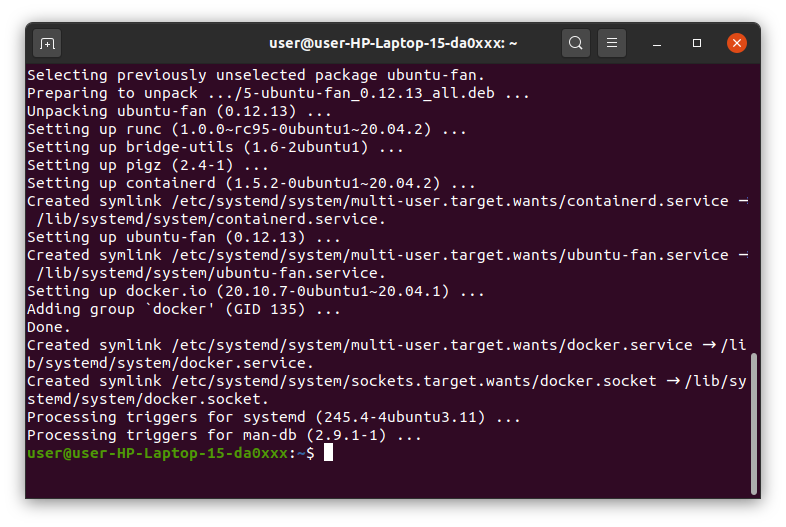 user@user-HP-Laptop-15-da0xxx: ~
Selecting previously unselected package ubuntu-fan.
Preparing to unpack .../5-ubuntu-fan_0.12.13_all.deb ...
Unpacking ubuntu-fan (0.12.13) ...
Setting up runc (1.0.0~rc95-0ubuntu1~20.04.2) ...
Setting up bridge-utils (1.6-2ubuntu1) ...
Setting up pigz (2.4-1) ...
Setting up containerd (1.5.2-0ubuntu1~20.04.2) ...
Created symlink /etc/systemd/system/multi-user.target.wants/containerd.service →
 /lib/systemd/system/containerd.service.
Setting up ubuntu-fan (0.12.13) ...
Created symlink /etc/systemd/system/multi-user.target.wants/ubuntu-fan.service →
 /lib/systemd/system/ubuntu-fan.service.
Setting up docker.io (20.10.7-0ubuntu1~20.04.1) ...
Adding group `docker' (GID 135) ...
Done.
Created symlink /etc/systemd/system/multi-user.target.wants/docker.service → /li
b/systemd/system/docker.service.
Created symlink /etc/systemd/system/sockets.target.wants/docker.socket → /lib/sy
stemd/system/docker.socket.
Processing triggers for systemd (245.4-4ubuntu3.11) ...
Processing triggers for man-db (2.9.1-1) ...
user@user-HP-Laptop-15-da0xxx:~$